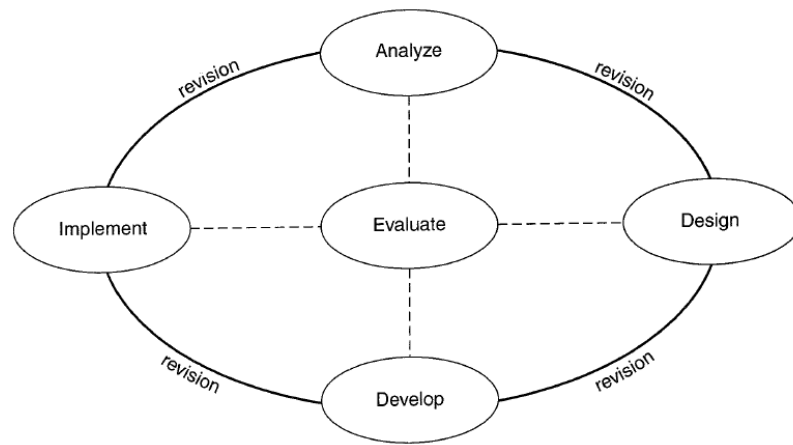 Analyze
revision
revision
Implement
Evaluate
Design
revision
revision
Develop